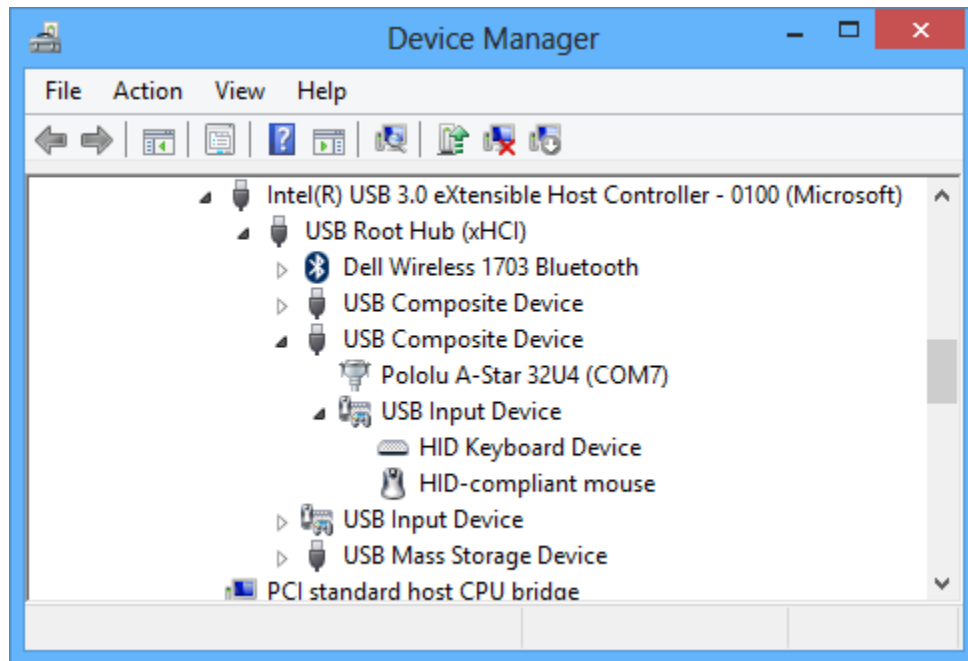 Device Manager
File Action View Help
Intel(R) USB 3.0 eXtensible Host Controller - 0100 (Microsoft)
USB Root Hub (xHCI)
Dell Wireless 1703 Bluetooth
USB Composite Device
USB Composite Device
Pololu A-Star 32U4 (COM7)
USB Input Device
HID Keyboard Device
HID-compliant mouse
USB Input Device
USB Mass Storage Device
PCI standard host CPU bridge